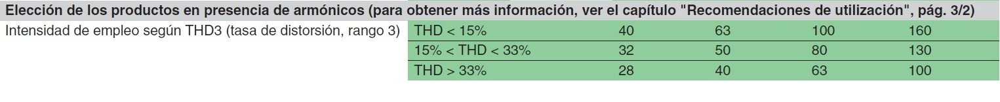 Elección de los productos en presencia de armónicos (para obtener más información, ver el capítulo "Recomendaciones de utilización", pág. 3/2)
Intensidad de empleo según THD3 (tasa de distorsión, rango 3) THD < 15% 40 63 100 160
15% < THD < 33% 32 50 80 130
THD > 33% 28 40 63 100